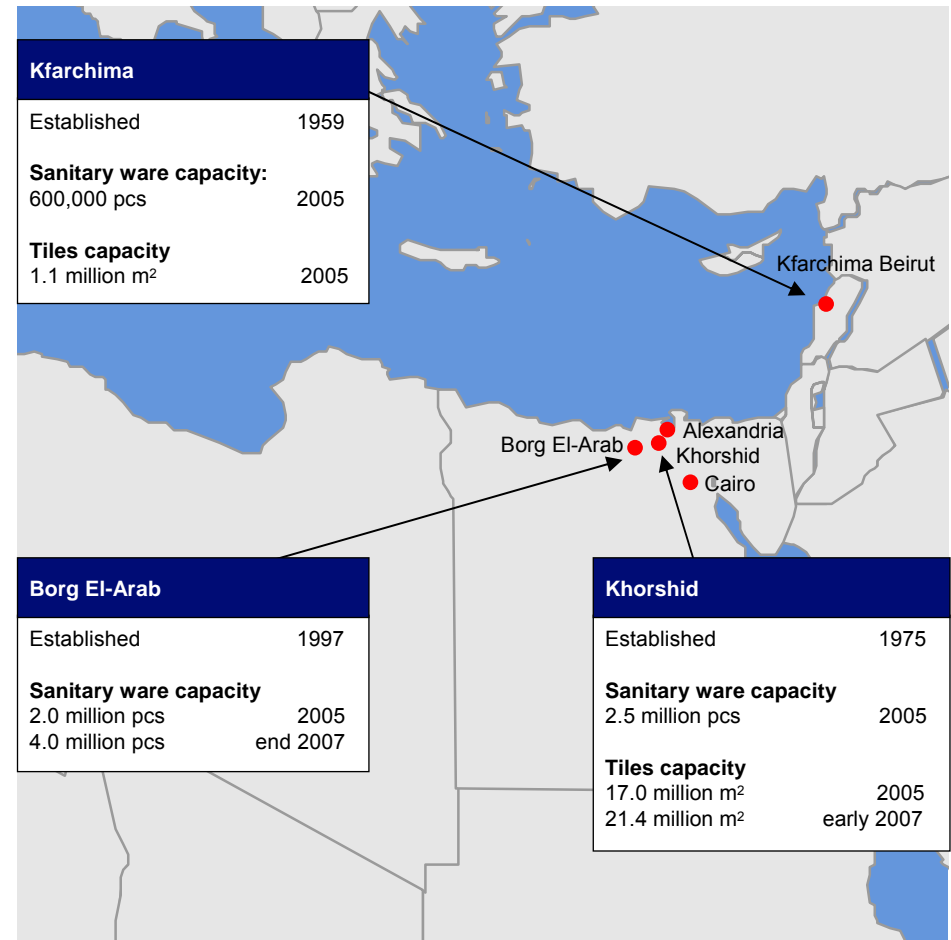 Kfarchima
Established 1959
Sanitary ware capacity:
600,000 pcs 2005
Tiles capacity
1.1 million m² 2005
Kfarchima Beirut
Borg El-Arab
Alexandria
Khorshid
Cairo
Borg El-Arab
Established 1997
Sanitary ware capacity
2.0 million pcs 2005
4.0 million pcs end 2007
Khorshid
Established 1975
Sanitary ware capacity
2.5 million pcs 2005
Tiles capacity
17.0 million m² 2005
21.4 million m² early 2007